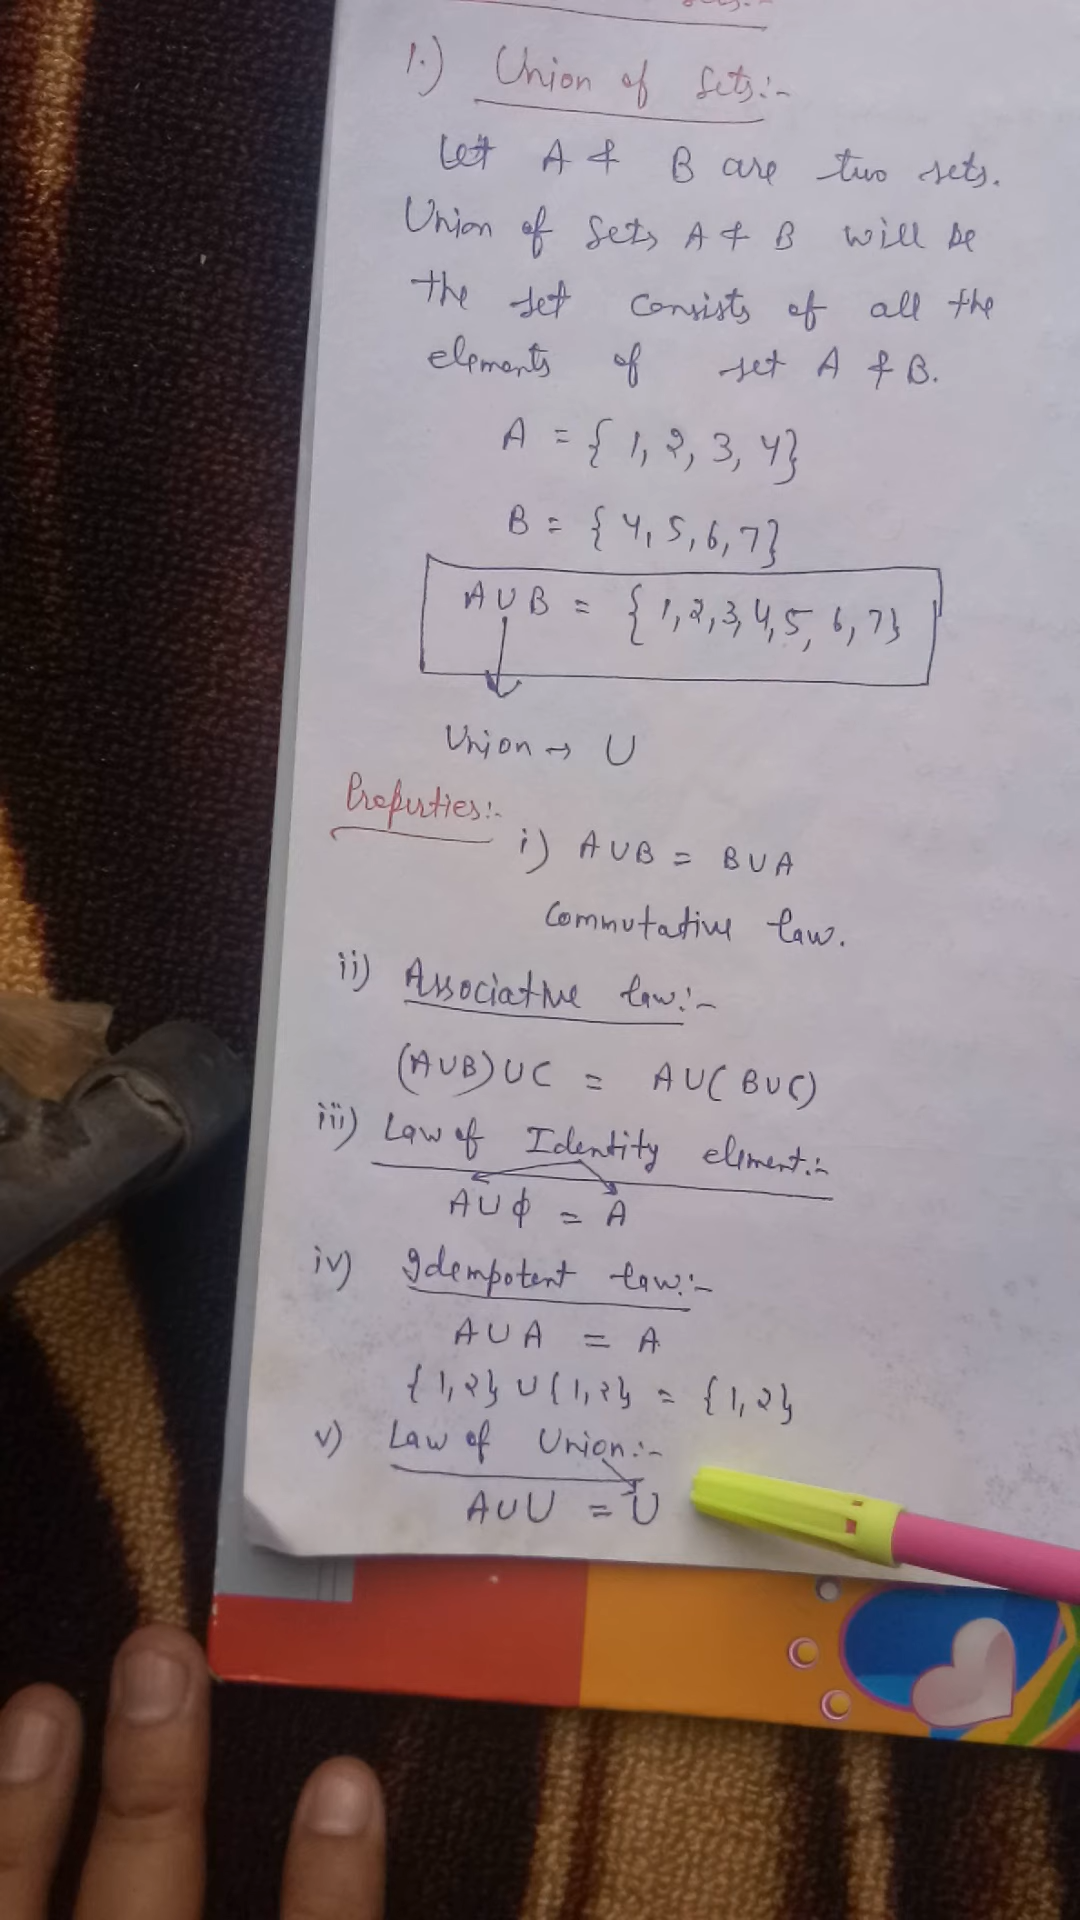 1.) Union of Sets:-
Let A & B are two sets.
Union of Sets A & B will be
the set consists of all the
elements of set A & B.
A = { 1, 2, 3, 4}
B = { 4, 5, 6, 7}
A ∪ B = { 1, 2, 3, 4, 5, 6, 7}
Union → ∪
Properties:-
i) A ∪ B = B ∪ A
Commutative law.
ii) Associative law:-
(A∪B)∪C = A∪(B∪C)
iii) Law of Identity element:-
A∪ϕ = A
iv) Idempotent law:-
A ∪ A = A
{1,2} ∪ {1,2} = {1,2}
v) Law of Union:-
A∪U = U